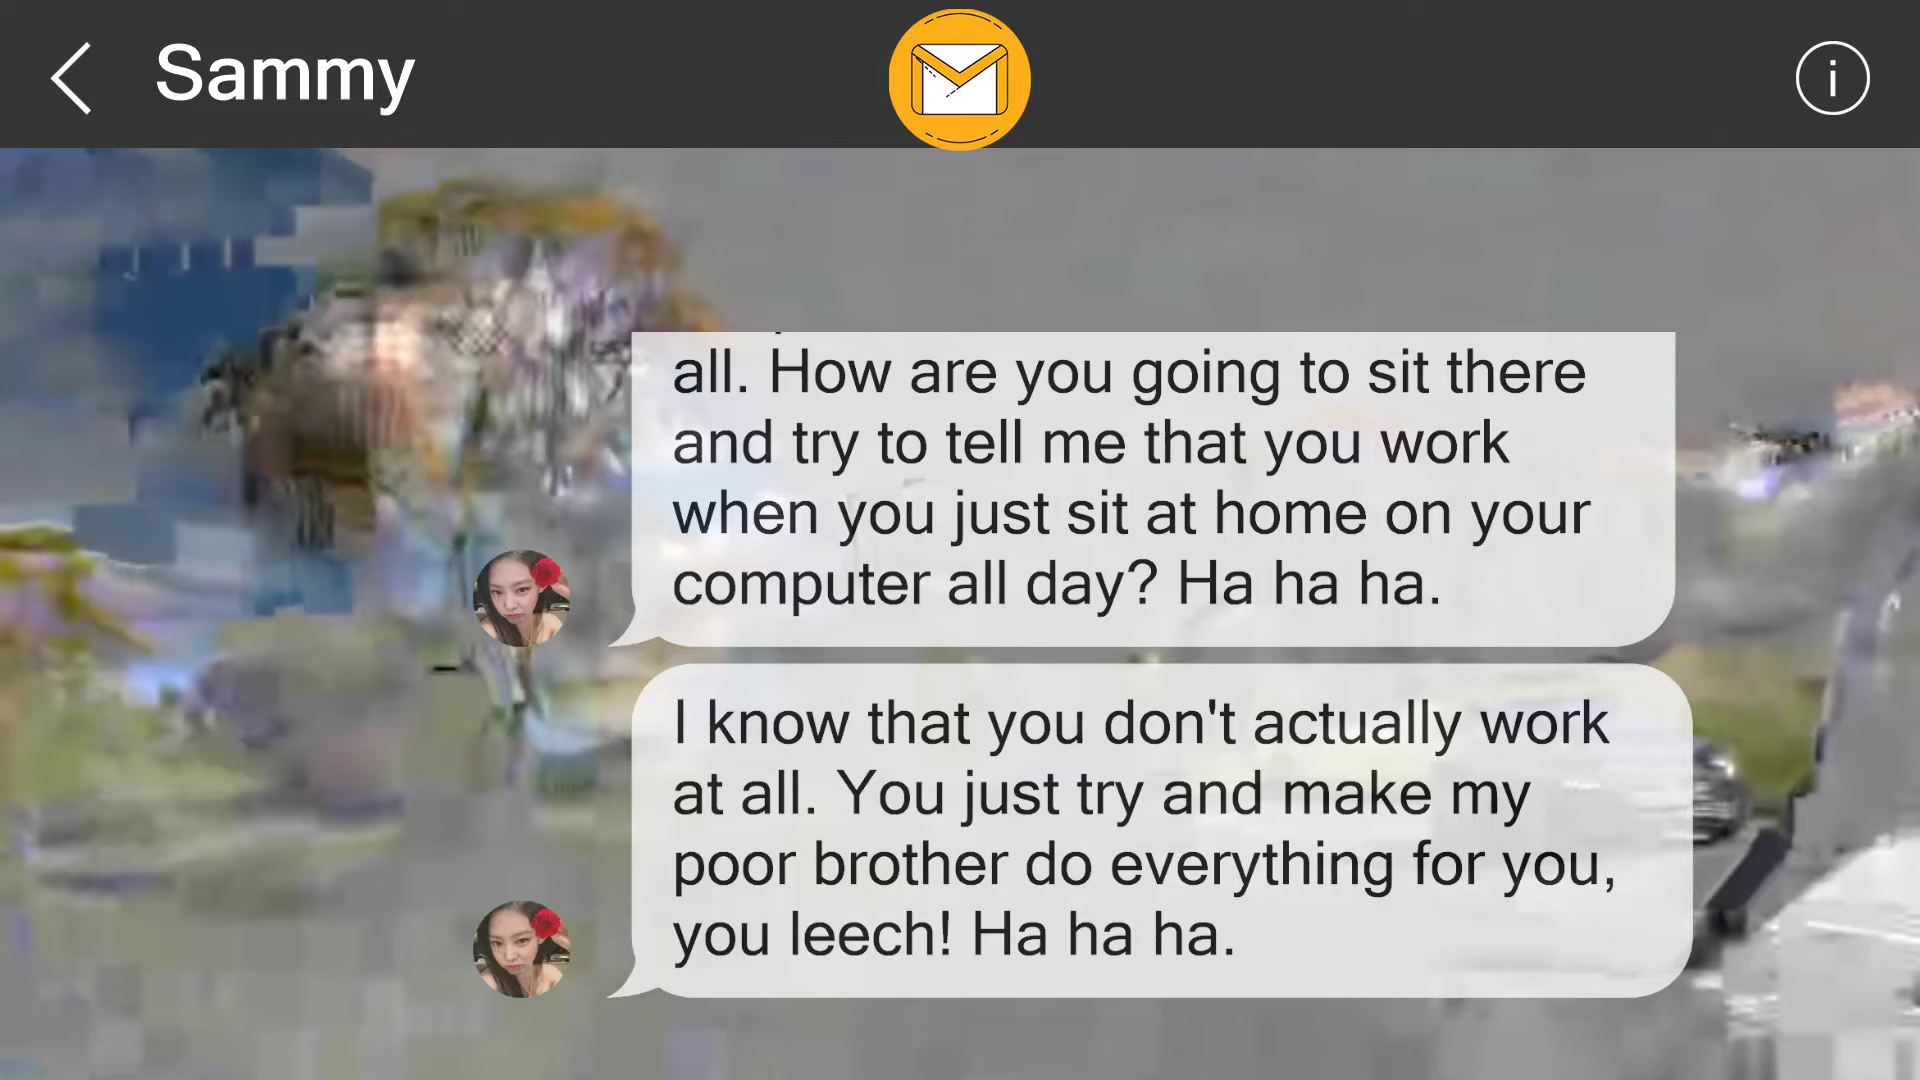 Sammy
all. How are you going to sit there
and try to tell me that you work
when you just sit at home on your
computer all day? Ha ha ha.
I know that you don't actually work
at all. You just try and make my
poor brother do everything for you,
you leech! Ha ha ha.